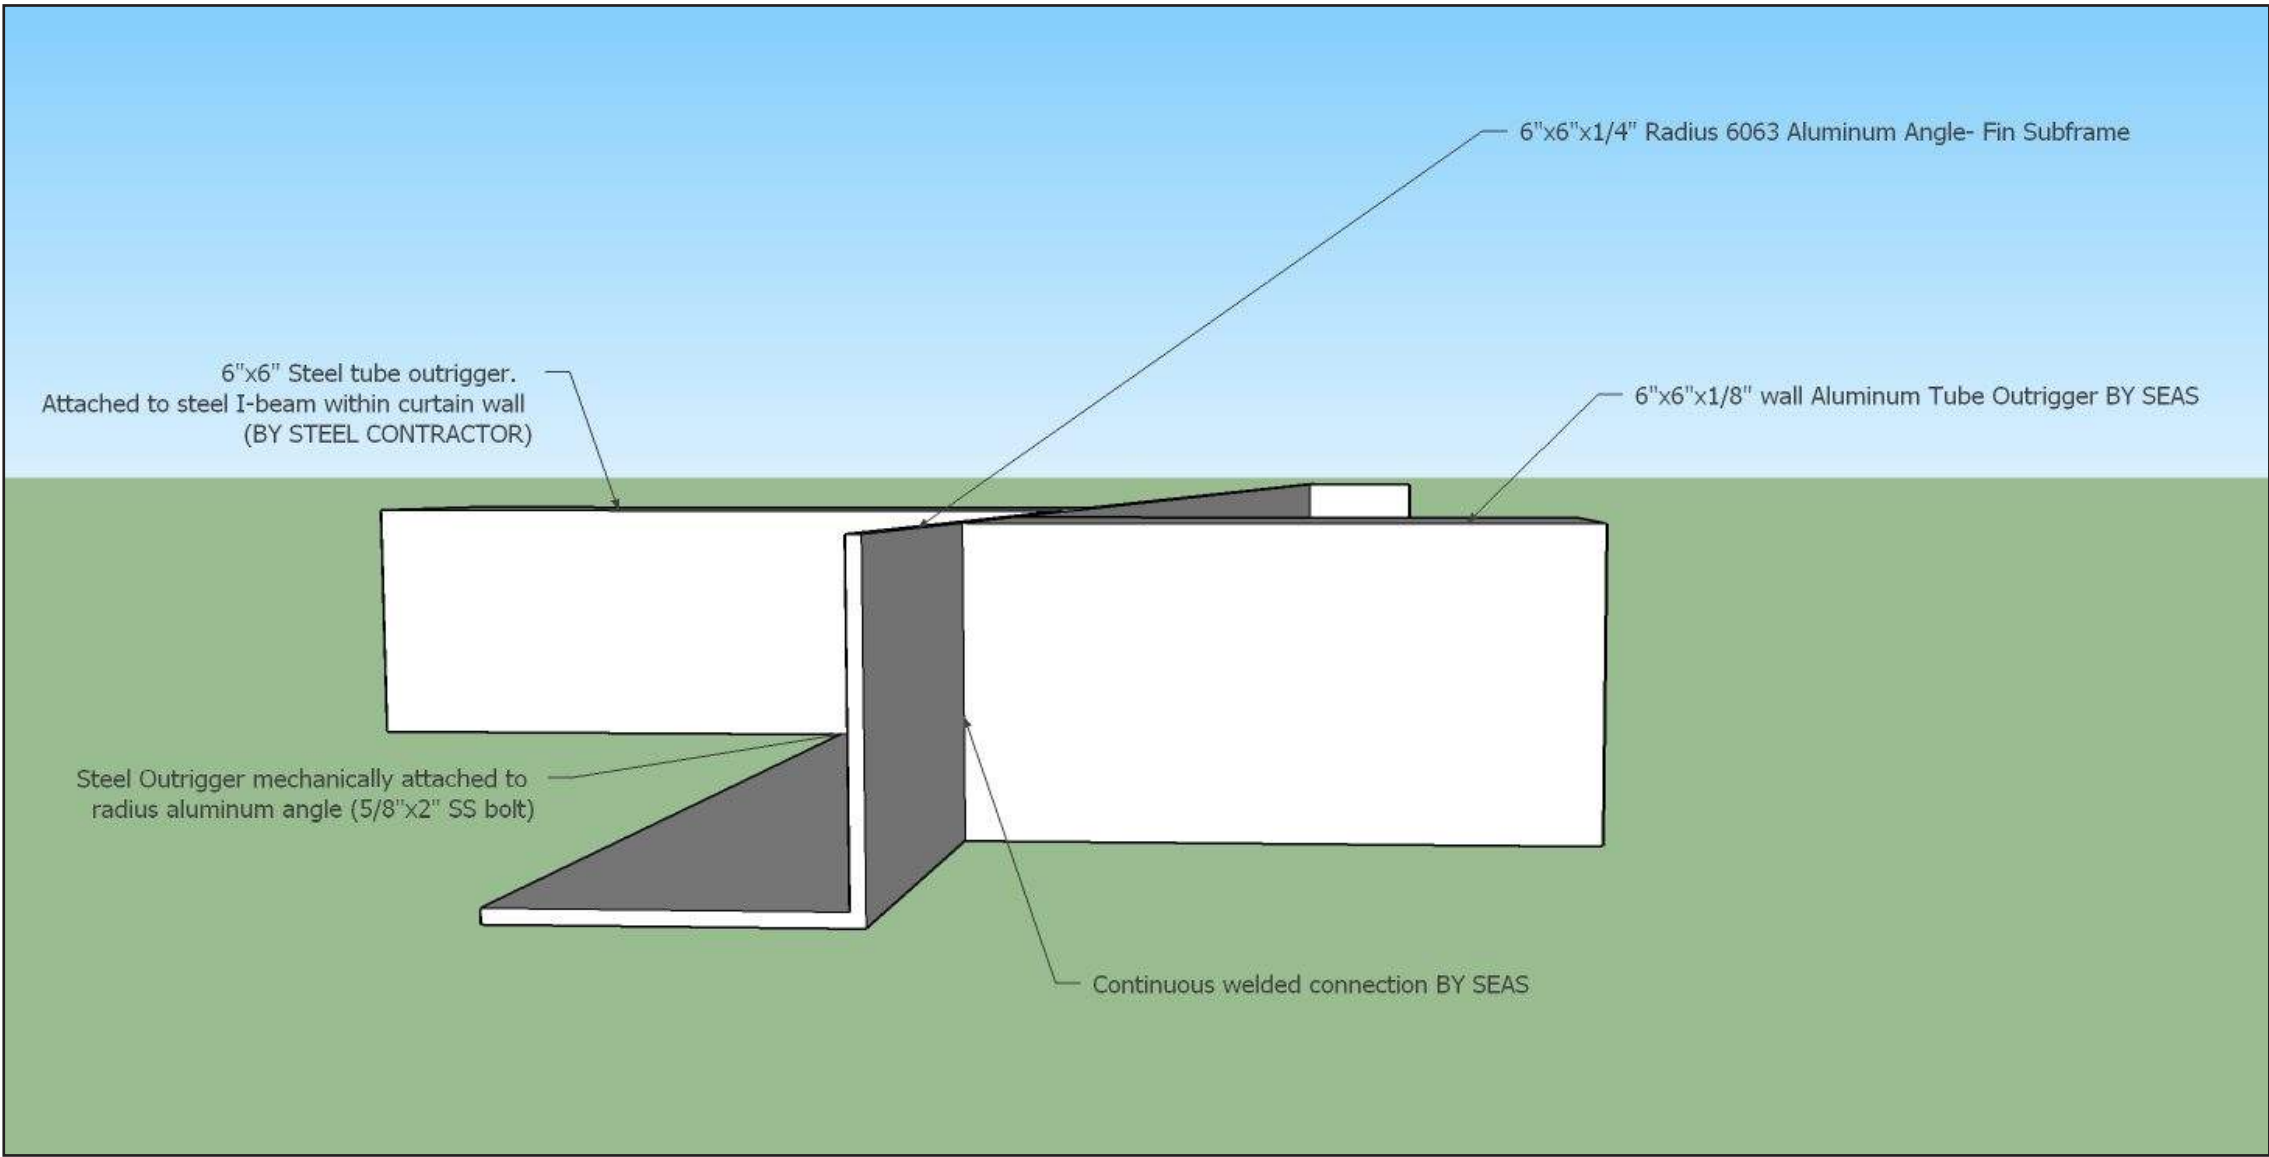 6"x6"x1/4" Radius 6063 Aluminum Angle- Fin Subframe
6"x6" Steel tube outrigger.
Attached to steel I-beam within curtain wall
(BY STEEL CONTRACTOR)
6"x6"x1/8" wall Aluminum Tube Outrigger BY SEAS
Steel Outrigger mechanically attached to
radius aluminum angle (5/8"x2" SS bolt)
Continuous welded connection BY SEAS